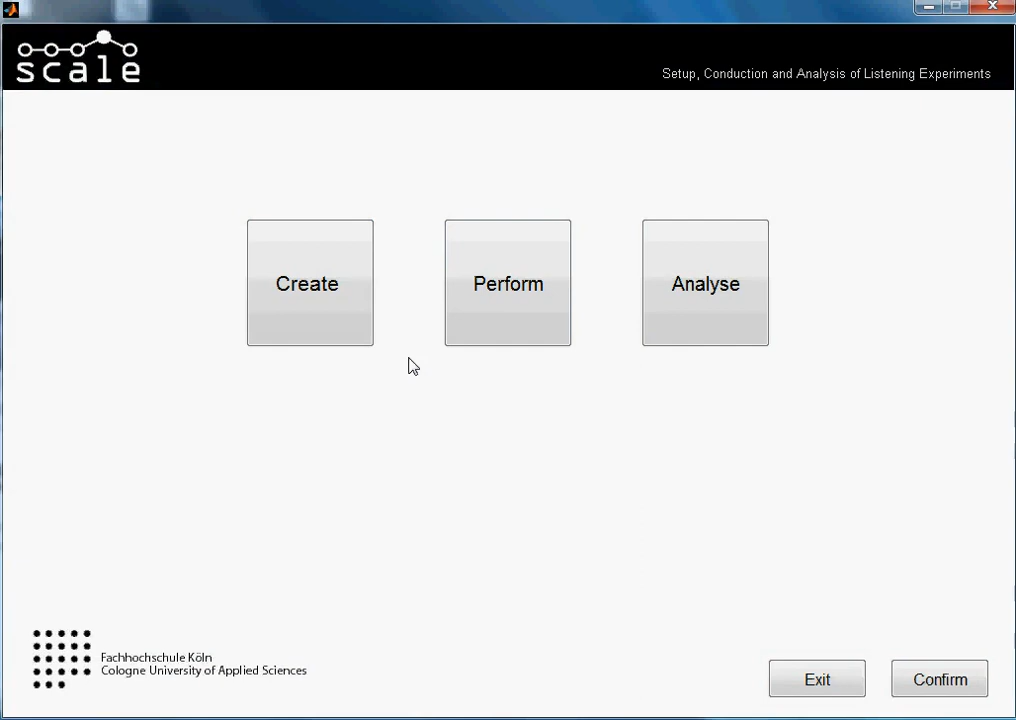 scale
Setup, Conduction and Analysis of Listening Experiments
Create
Perform
Analyse
Fachhochschule Köln
Cologne University of Applied Sciences
Exit
Confirm